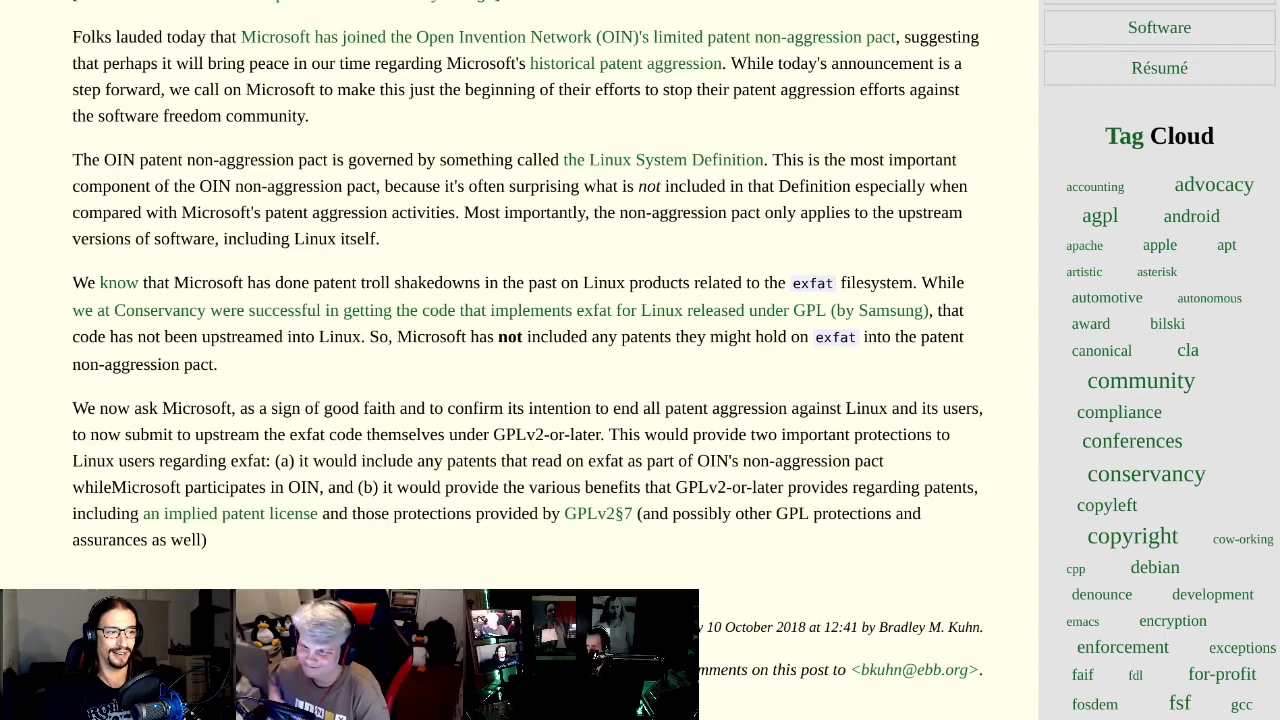 Folks lauded today that Microsoft has joined the Open Invention Network (OIN)'s limited patent non-aggression pact, suggesting
that perhaps it will bring peace in our time regarding Microsoft's historical patent aggression. While today's announcement is a
step forward, we call on Microsoft to make this just the beginning of their efforts to stop their patent aggression efforts against
the software freedom community.
The OIN patent non-aggression pact is governed by something called the Linux System Definition. This is the most important
component of the OIN non-aggression pact, because it's often surprising what is not included in that Definition especially when
compared with Microsoft's patent aggression activities. Most importantly, the non-aggression pact only applies to the upstream
versions of software, including Linux itself.
We know that Microsoft has done patent troll shakedowns in the past on Linux products related to the exfat filesystem. While
we at Conservancy were successful in getting the code that implements exfat for Linux released under GPL (by Samsung), that
code has not been upstreamed into Linux. So, Microsoft has not included any patents they might hold on exfat into the patent
non-aggression pact.
We now ask Microsoft, as a sign of good faith and to confirm its intention to end all patent aggression against Linux and its users,
to now submit to upstream the exfat code themselves under GPLv2-or-later. This would provide two important protections to
Linux users regarding exfat: (a) it would include any patents that read on exfat as part of OIN's non-aggression pact
whileMicrosoft participates in OIN, and (b) it would provide the various benefits that GPLv2-or-later provides regarding patents,
including an implied patent license and those protections provided by GPLv2§7 (and possibly other GPL protections and
assurances as well)
10 October 2018 at 12:41 by Bradley M. Kuhn.
on this post to <bkuhn@ebb.org>.
Software
Résumé
Tag Cloud
accounting advocacy
agpl android
apache apple apt
artistic asterisk
automotive autonomous
award bilski
canonical cla
community
compliance
conferences
conservancy
copyleft
copyright cow-orking
cpp debian
denounce development
emacs encryption
enforcement exceptions
faif fdl for-profit
fosdem fsf gcc